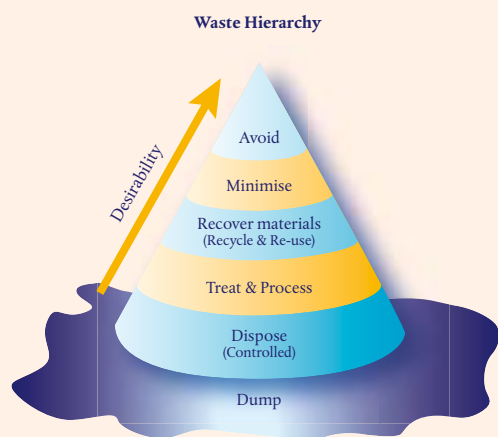 Waste Hierarchy
Desirability
Avoid
Minimise
Recover materials
(Recycle & Re-use)
Treat & Process
Dispose
(Controlled)
Dump